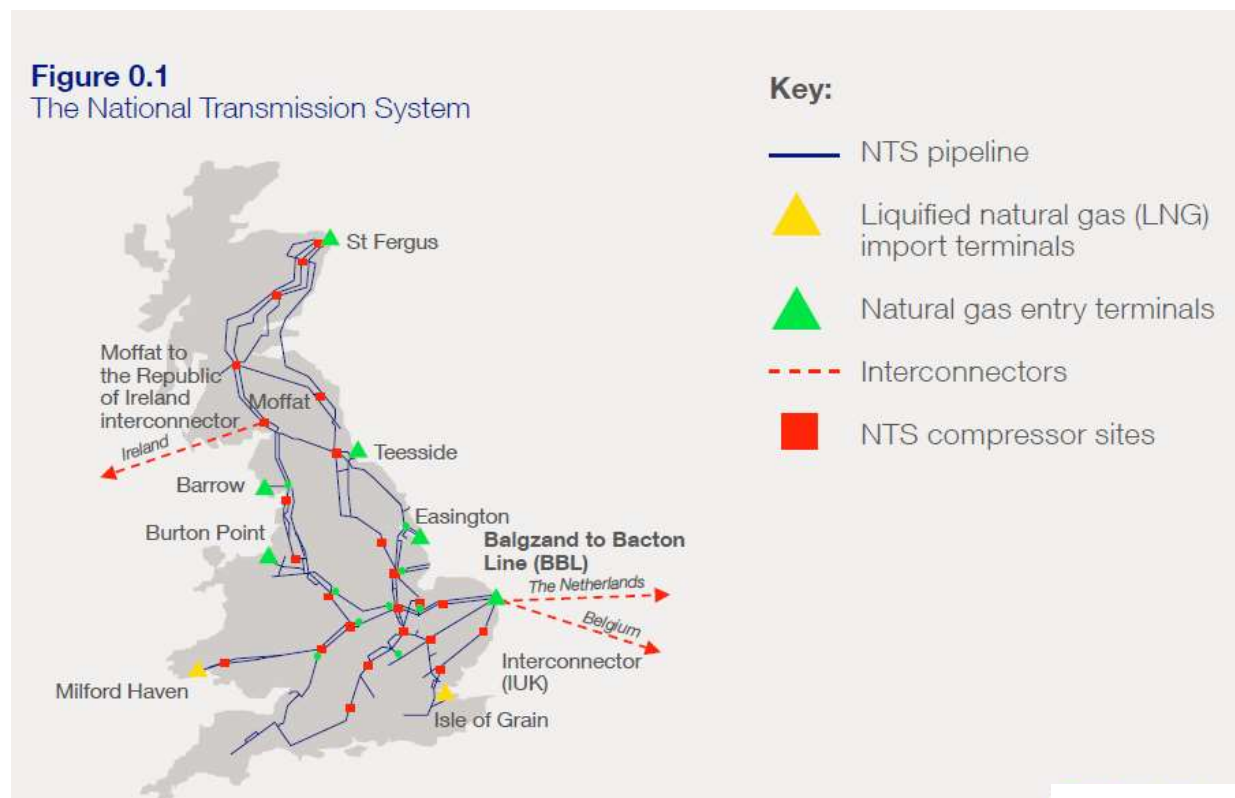 Figure 0.1
The National Transmission System
Key:
NTS pipeline
Liquified natural gas (LNG)
import terminals
Natural gas entry terminals
Interconnectors
NTS compressor sites
St Fergus
Moffat to
the Republic
of Ireland
interconnector
Moffat
Ireland
Teesside
Barrow
Burton Point
Easington
Balgzand to Bacton
Line (BBL)
The Netherlands
Belgium
Interconnector
(IUK)
Milford Haven
Isle of Grain